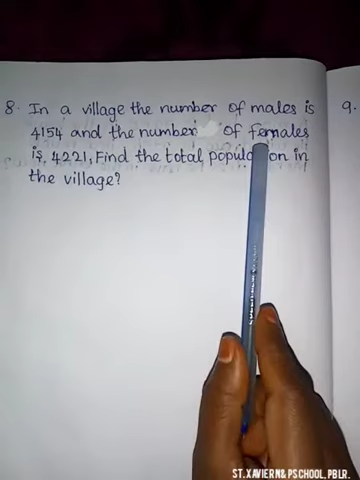 8. In a village the number of males is
4154 and the number of females
is 4221, Find the total population in
the village?
9.
ST.XAVIER N& P SCHOOL, PBLR.